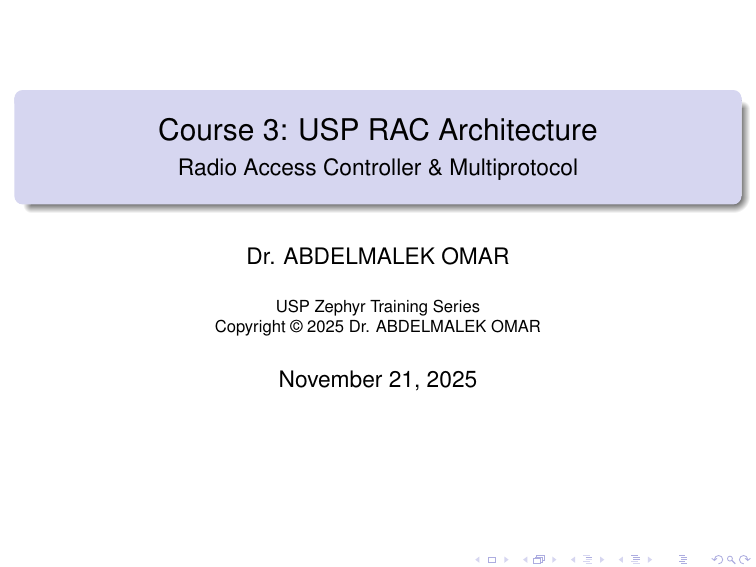 Course 3: USP RAC Architecture
Radio Access Controller & Multiprotocol
Dr. ABDELMALEK OMAR
USP Zephyr Training Series
Copyright © 2025 Dr. ABDELMALEK OMAR
November 21, 2025